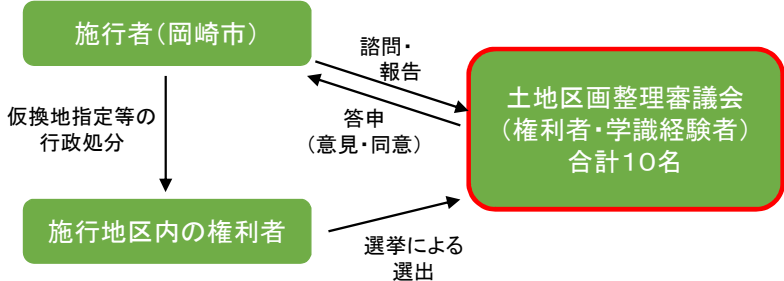 施行者(岡崎市)
諮問・
報告
土地区画整理審議会
(権利者・学識経験者)
合計10名
仮換地指定等の
行政処分
答申
(意見・同意)
施行地区内の権利者
選挙による
選出